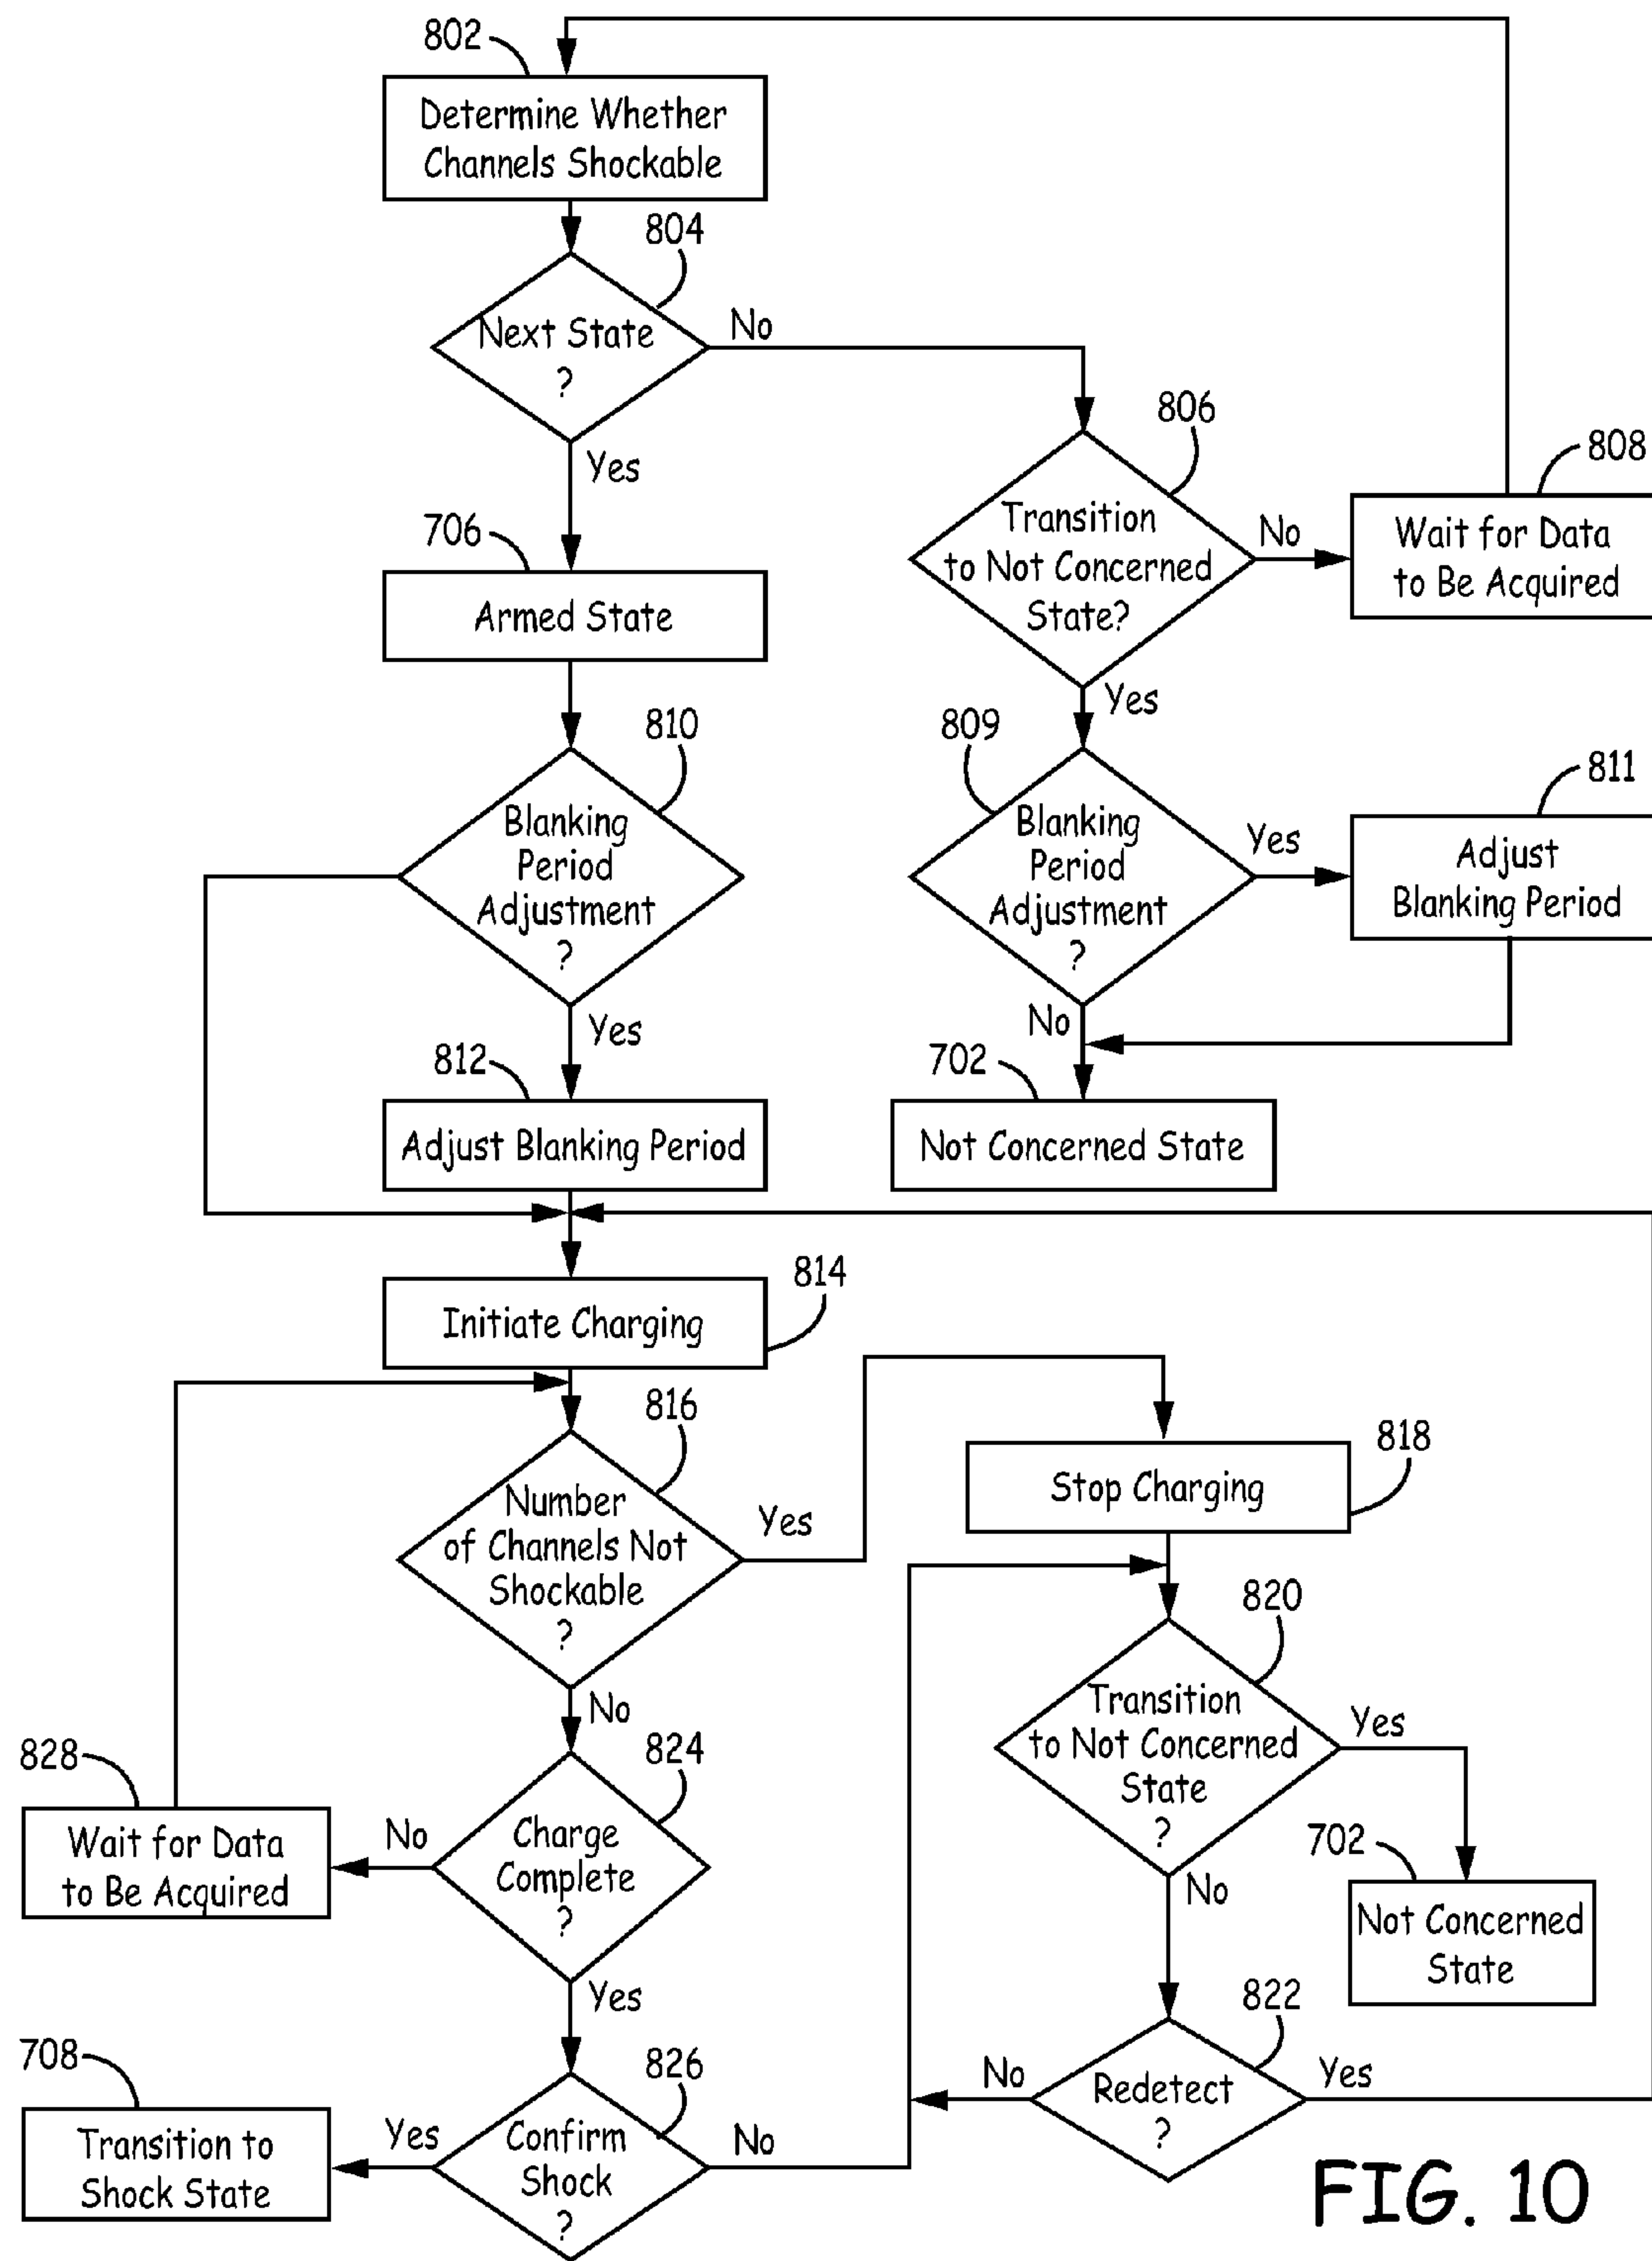 802
Determine Whether
Channels Shockable
804
Next State
?
No
Yes
806
Transition
to Not Concerned
State?
No
808
Wait for Data
to Be Acquired
Yes
706
Armed State
810
Blanking
Period
Adjustment
?
Yes
809
Blanking
Period
Adjustment
?
Yes
811
Adjust
Blanking Period
No
812
Adjust Blanking Period
702
Not Concerned State
814
Initiate Charging
816
Number
of Channels Not
Shockable
?
Yes
818
Stop Charging
No
820
Transition
to Not Concerned
State
?
Yes
702
Not Concerned
State
No
824
Charge
Complete
?
No
828
Wait for Data
to Be Acquired
Yes
822
Redetect
?
No
Yes
826
Confirm
Shock
?
Yes
No
708
Transition to
Shock State
FIG. 10